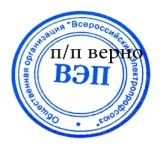 Общественная организация "Всероссийский Электропрофсоюз"
п/п верно
ВЭП